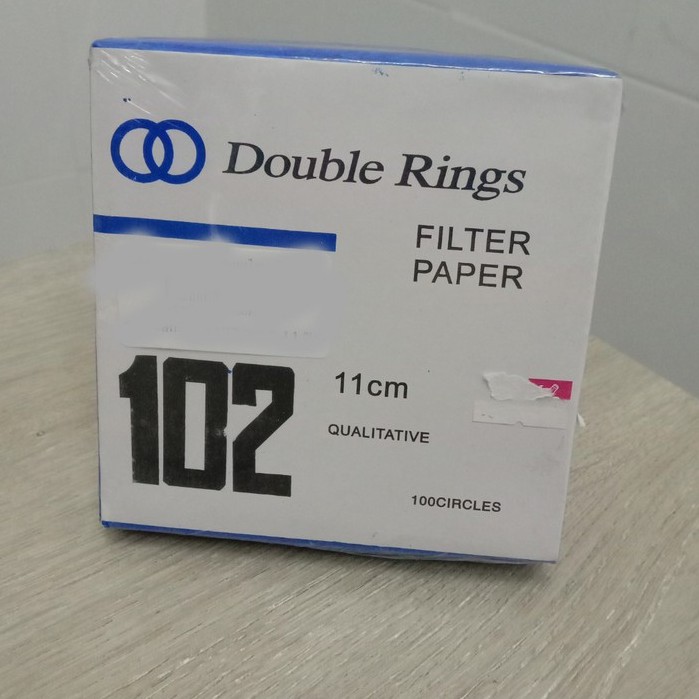 Double Rings
FILTER
PAPER
102
11cm
QUALITATIVE
100CIRCLES